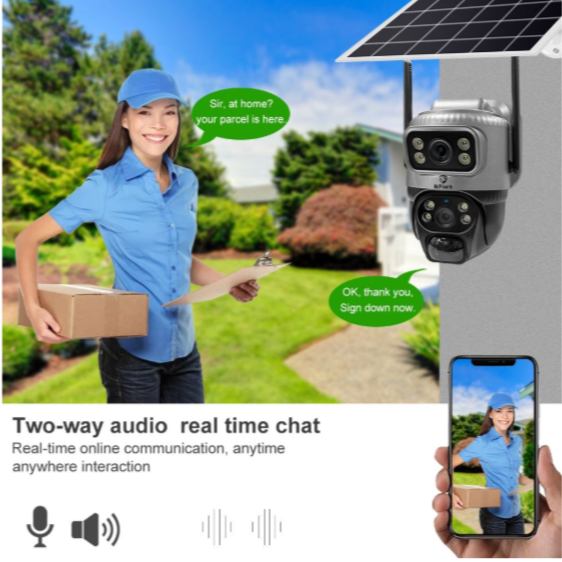 Sir, at home?
your parcel is here.
OK, thank you,
Sign down now.
Two-way audio real time chat
Real-time online communication, anytime
anywhere interaction